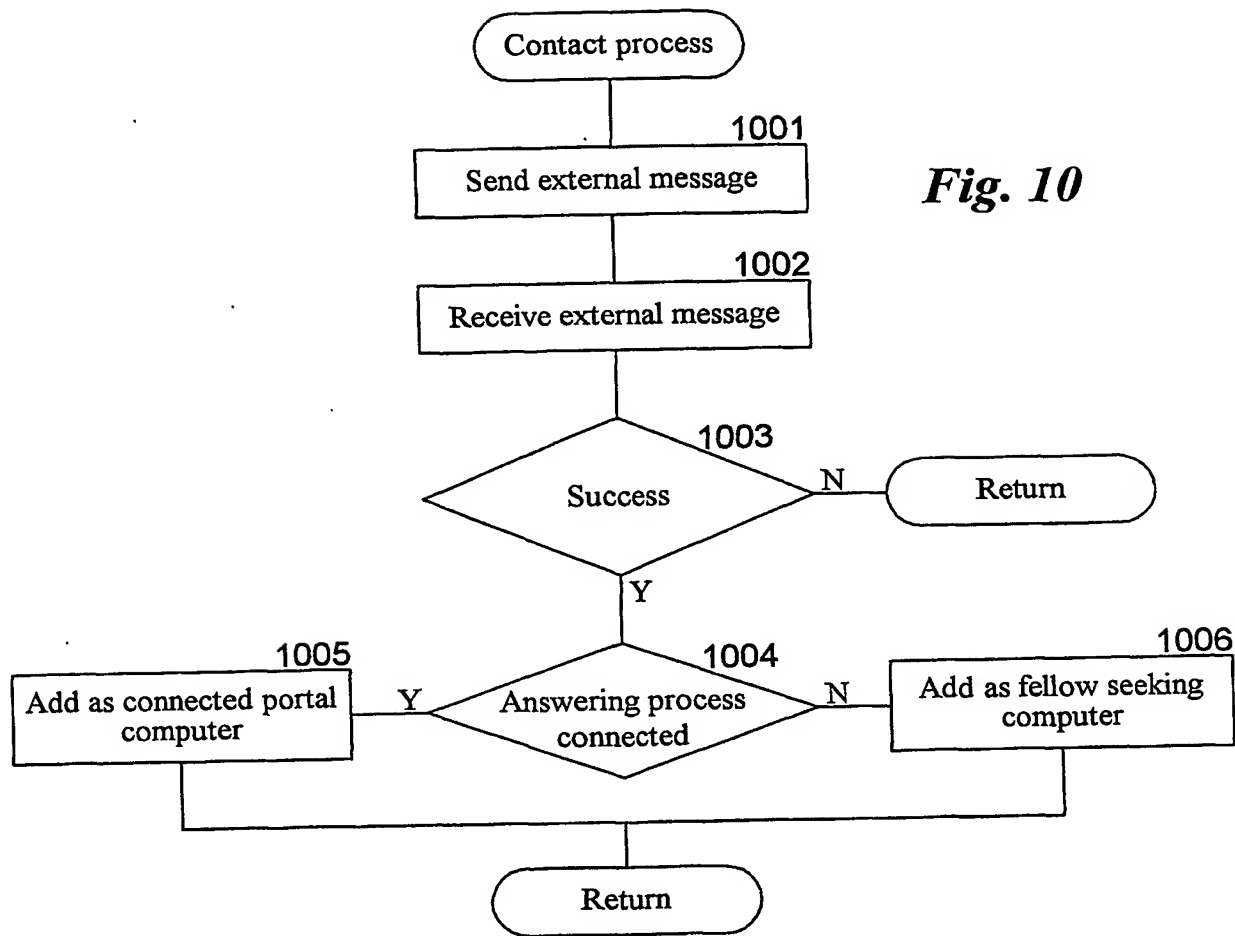 Contact process
1001
Send external message
Fig. 10
1002
Receive external message
1003
Success
N
Return
Y
1005
Add as connected portal
computer
Y
1004
Answering process
connected
N
1006
Add as fellow seeking
computer
Return